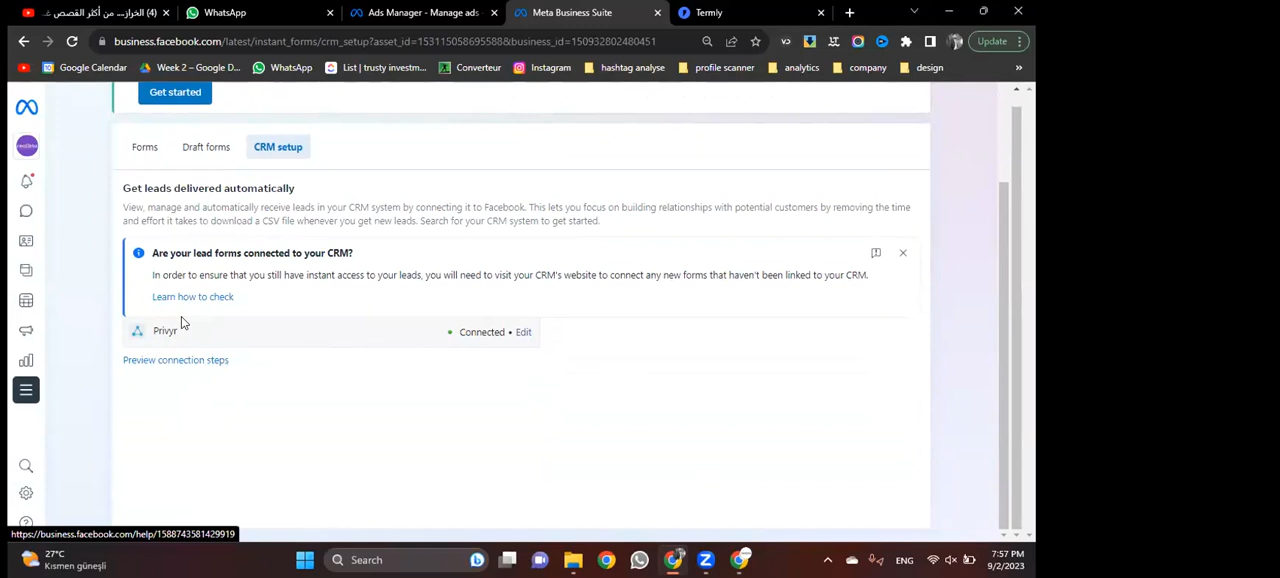 (4) الخراز... من أكثر القصص غ
WhatsApp
Ads Manager - Manage ads -
Meta Business Suite
Termly
business.facebook.com/latest/instant_forms/crm_setup?asset_id=153115058695588&business_id=150932802480451
Update
Google Calendar
Week 2 – Google D...
WhatsApp
List | trusty investm...
Converteur
Instagram
hashtag analyse
profile scanner
analytics
company
design
»
Get started
Forms
Draft forms
CRM setup
Get leads delivered automatically
View, manage and automatically receive leads in your CRM system by connecting it to Facebook. This lets you focus on building relationships with potential customers by removing the time
and effort it takes to download a CSV file whenever you get new leads. Search for your CRM system to get started.
Are your lead forms connected to your CRM?
In order to ensure that you still have instant access to your leads, you will need to visit your CRM's website to connect any new forms that haven't been linked to your CRM.
Learn how to check
Privyr
Connected • Edit
Preview connection steps
https://business.facebook.com/help/1588743581429919
27°C
Kısmen güneşli
Search
ENG
7:57 PM
9/2/2023